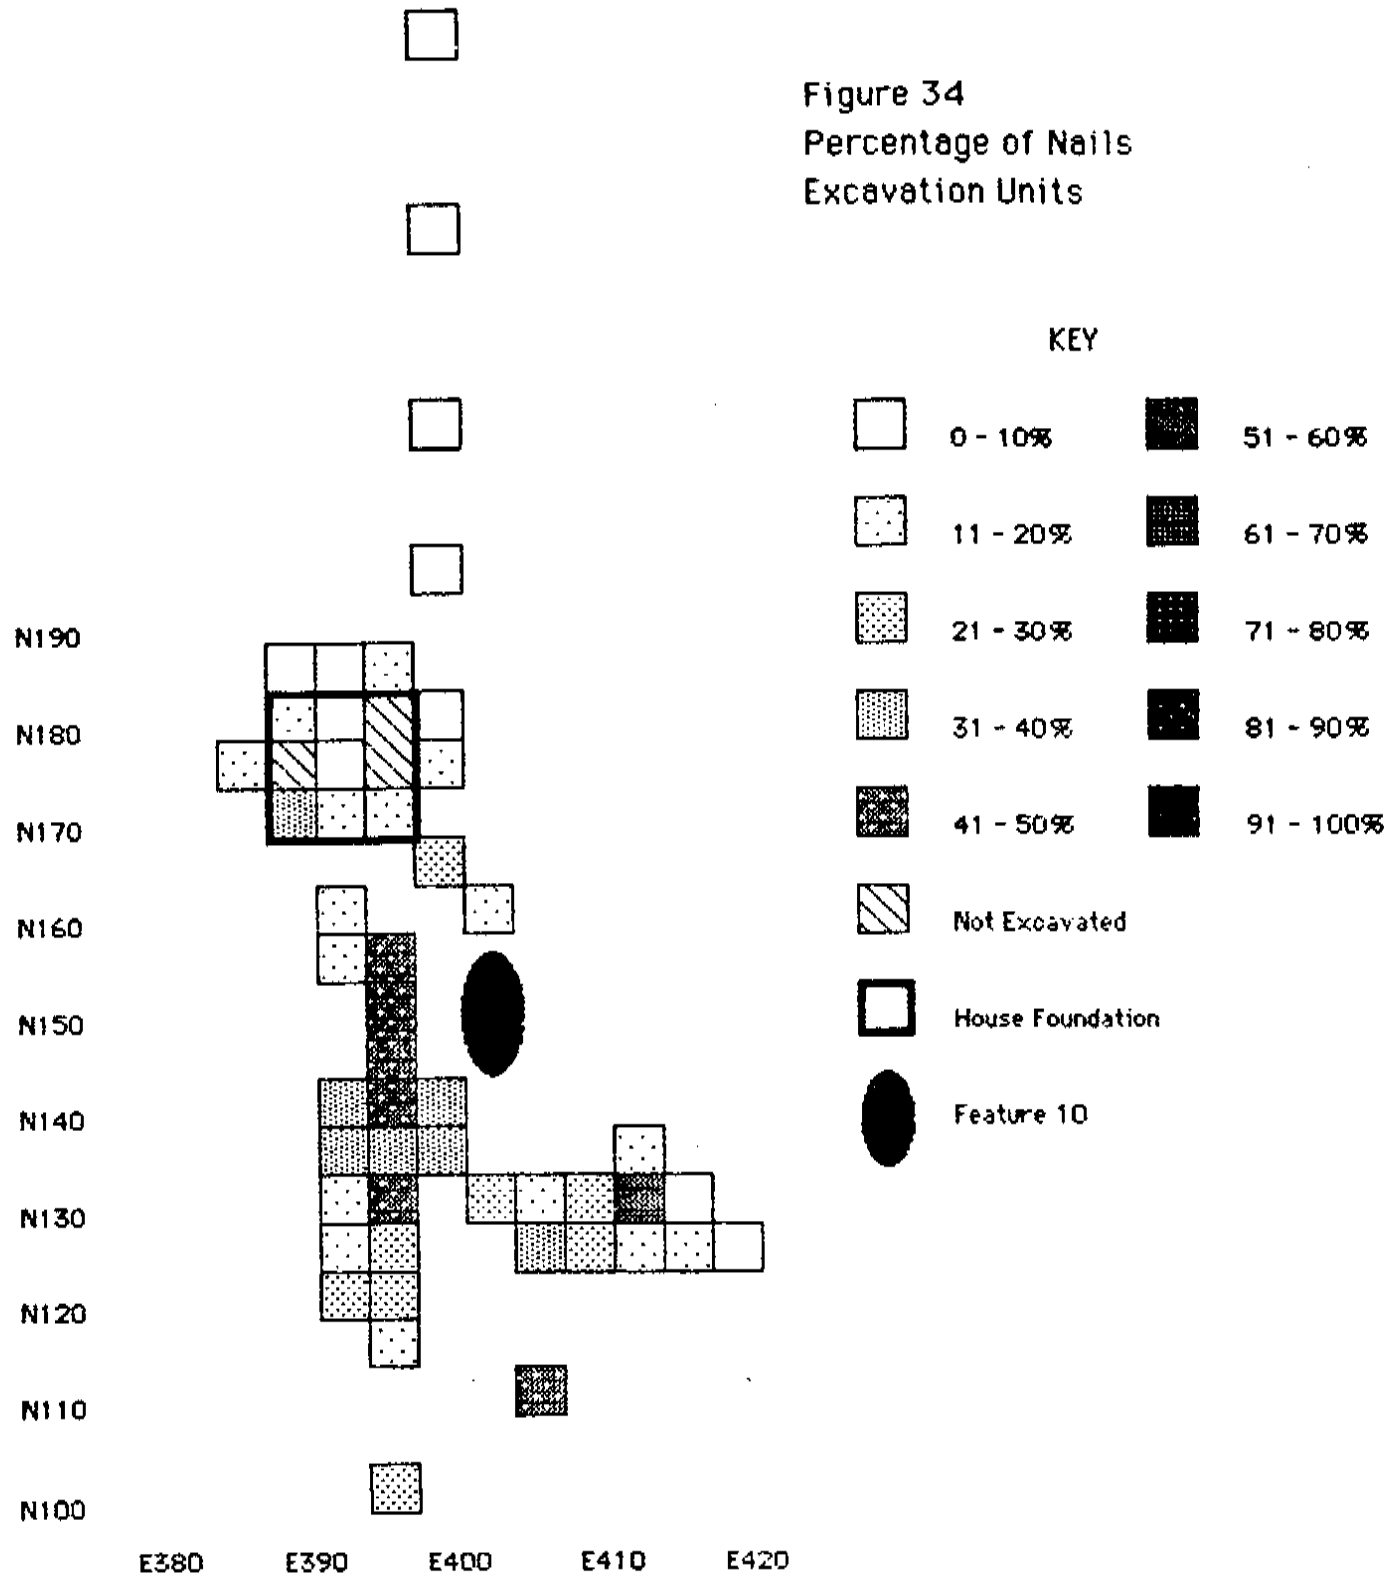 Figure 34
Percentage of Nails
Excavation Units
KEY
0 - 10% 51 - 60%
11 - 20% 61 - 70%
21 - 30% 71 - 80%
31 - 40% 81 - 90%
41 - 50% 91 - 100%
Not Excavated
House Foundation
Feature 10
N190
N180
N170
N160
N150
N140
N130
N120
N110
N100
E380 E390 E400 E410 E420